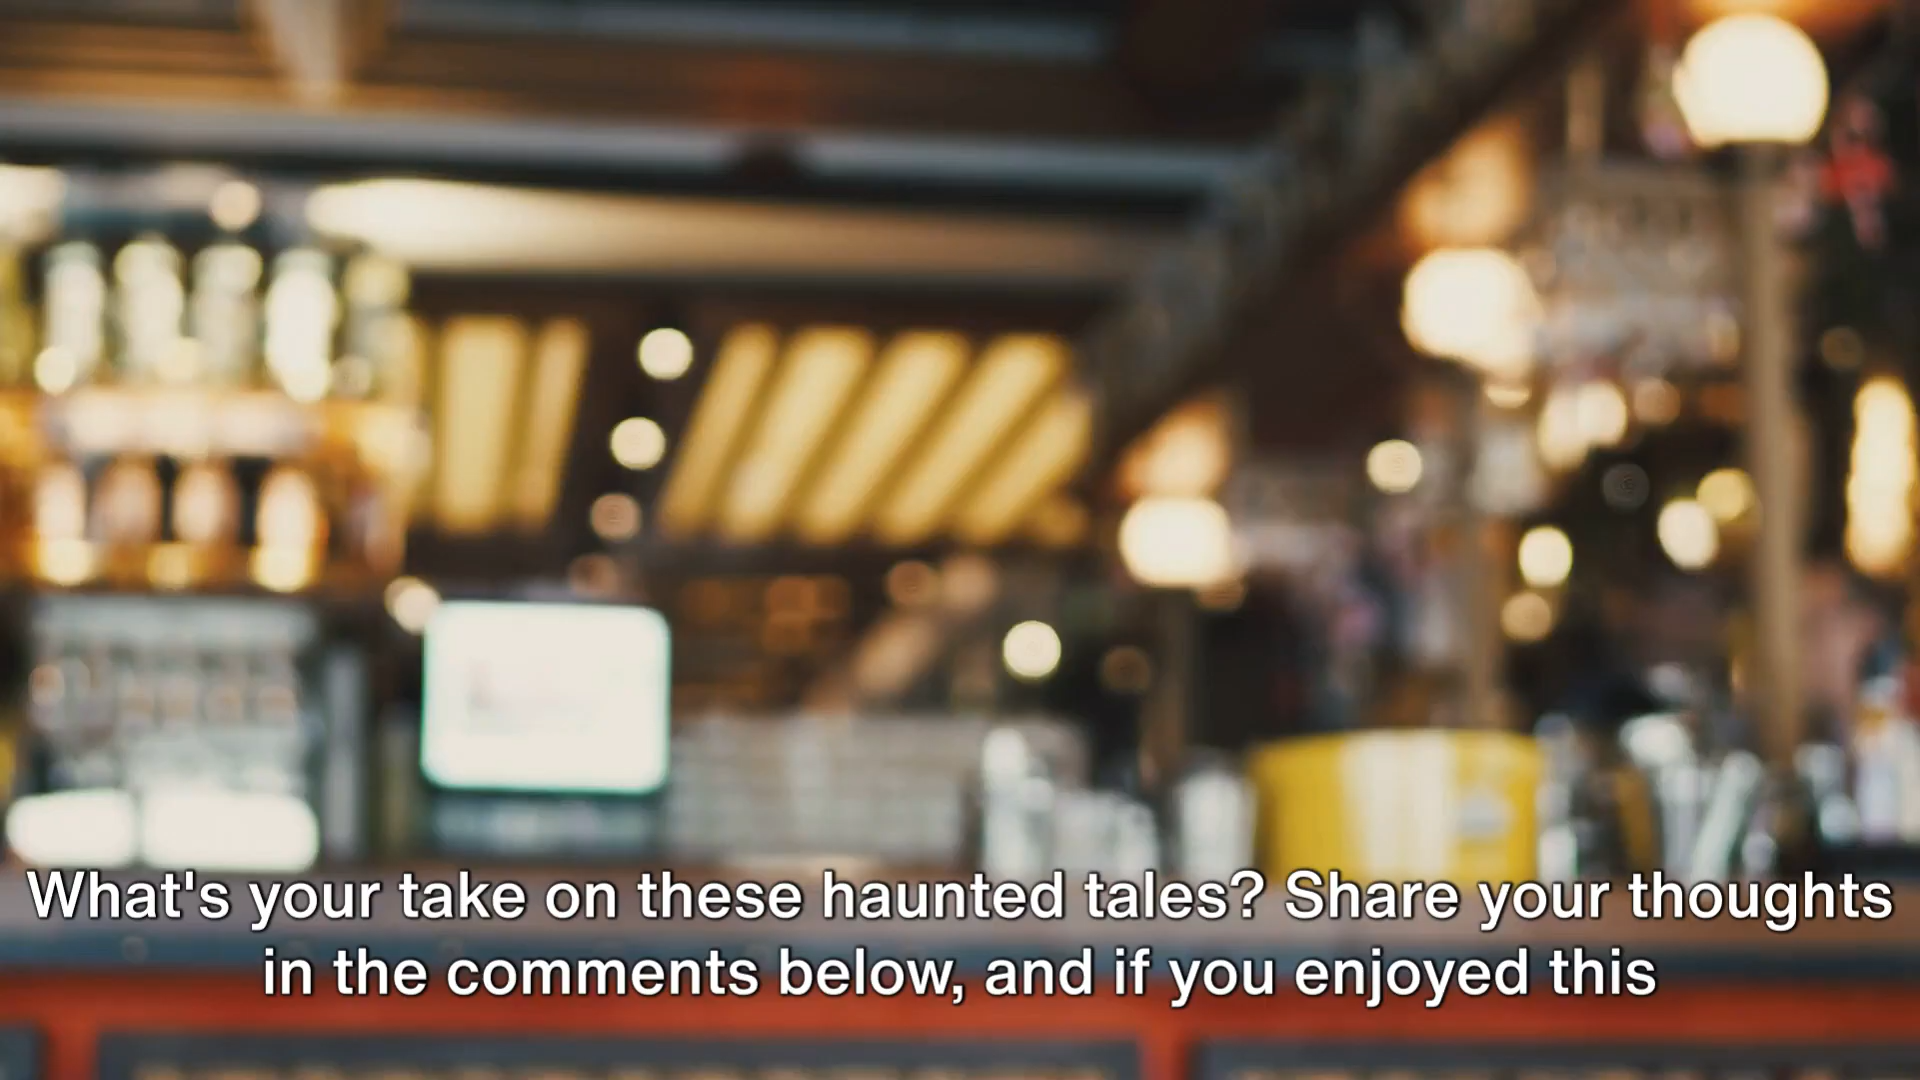 What's your take on these haunted tales? Share your thoughts
in the comments below, and if you enjoyed this